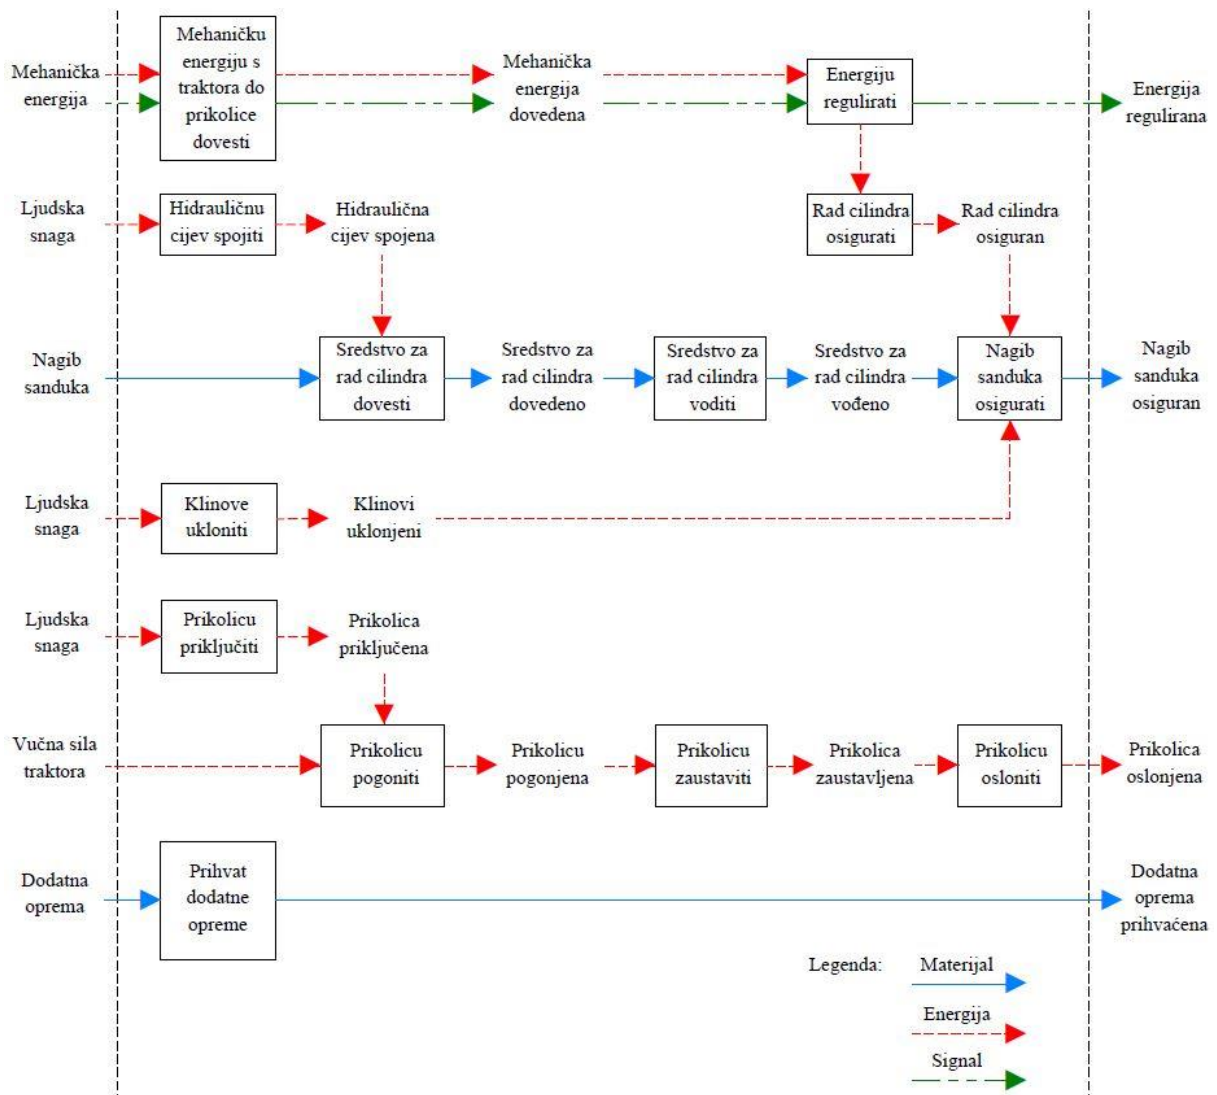 Mehanička
energija
Mehaničku
energiju s
traktora do
prikolice
dovesti
Mehanička
energija
dovedena
Energiju
regulirati
Energija
regulirana
Ljudska
snaga
Hidrauličnu
cijev spojiti
Hidraulična
cijev spojena
Rad cilindra
osigurati
Rad cilindra
osiguran
Nagib
sanduka
Sredstvo za
rad cilindra
dovesti
Sredstvo za
rad cilindra
dovedeno
Sredstvo za
rad cilindra
voditi
Sredstvo za
rad cilindra
vođeno
Nagib
sanduka
osigurati
Nagib
sanduka
osiguran
Ljudska
snaga
Klinove
ukloniti
Klinovi
uklonjeni
Ljudska
snaga
Prikolicu
priključiti
Prikolica
priključena
Vučna sila
traktora
Prikolicu
pogoniti
Prikolicu
pogonjena
Prikolicu
zaustaviti
Prikolica
zaustavljena
Prikolicu
osloniti
Prikolica
oslonjena
Dodatna
oprema
Prihvat
dodatne
opreme
Dodatna
oprema
prihvaćena
Legenda:
Materijal
Energija
Signal